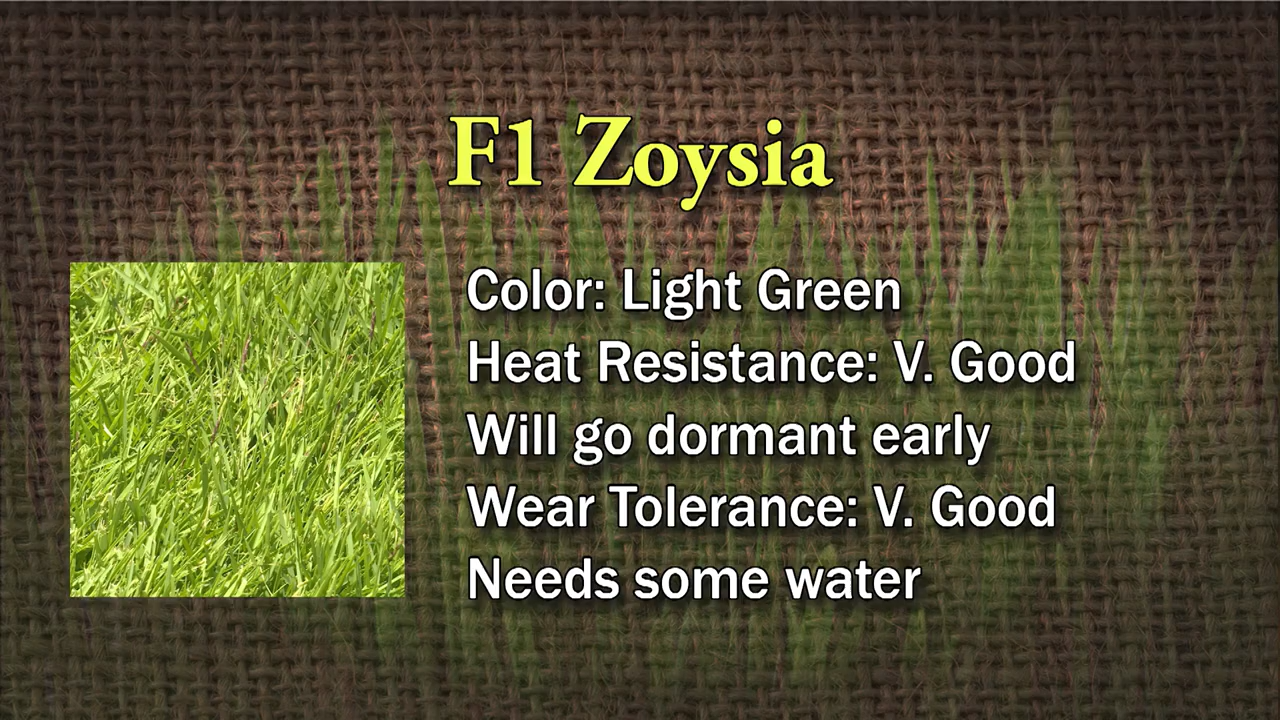 F1 Zoysia
Color: Light Green
Heat Resistance: V. Good
Will go dormant early
Wear Tolerance: V. Good
Needs some water